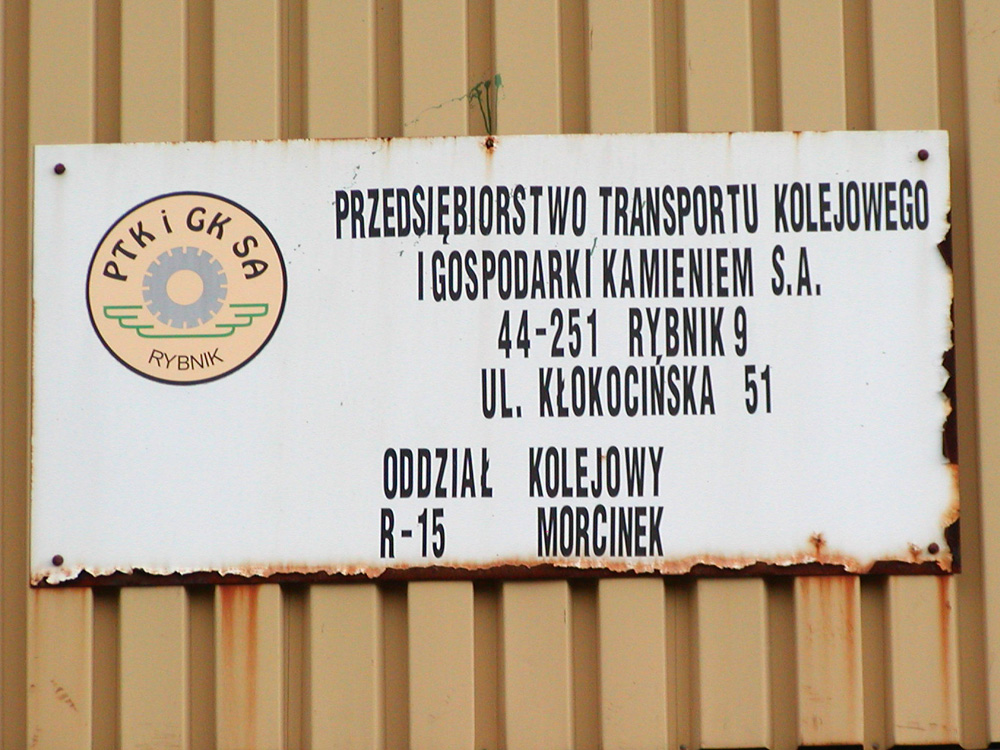 PTK i GK SA
RYBNIK
PRZEDSIĘBIORSTWO TRANSPORTU KOLEJOWEGO
I GOSPODARKI KAMIENIEM S.A.
44-251 RYBNIK 9
UL. KŁOKOCIŃSKA 51
ODDZIAŁ KOLEJOWY
R-15 MORCINEK